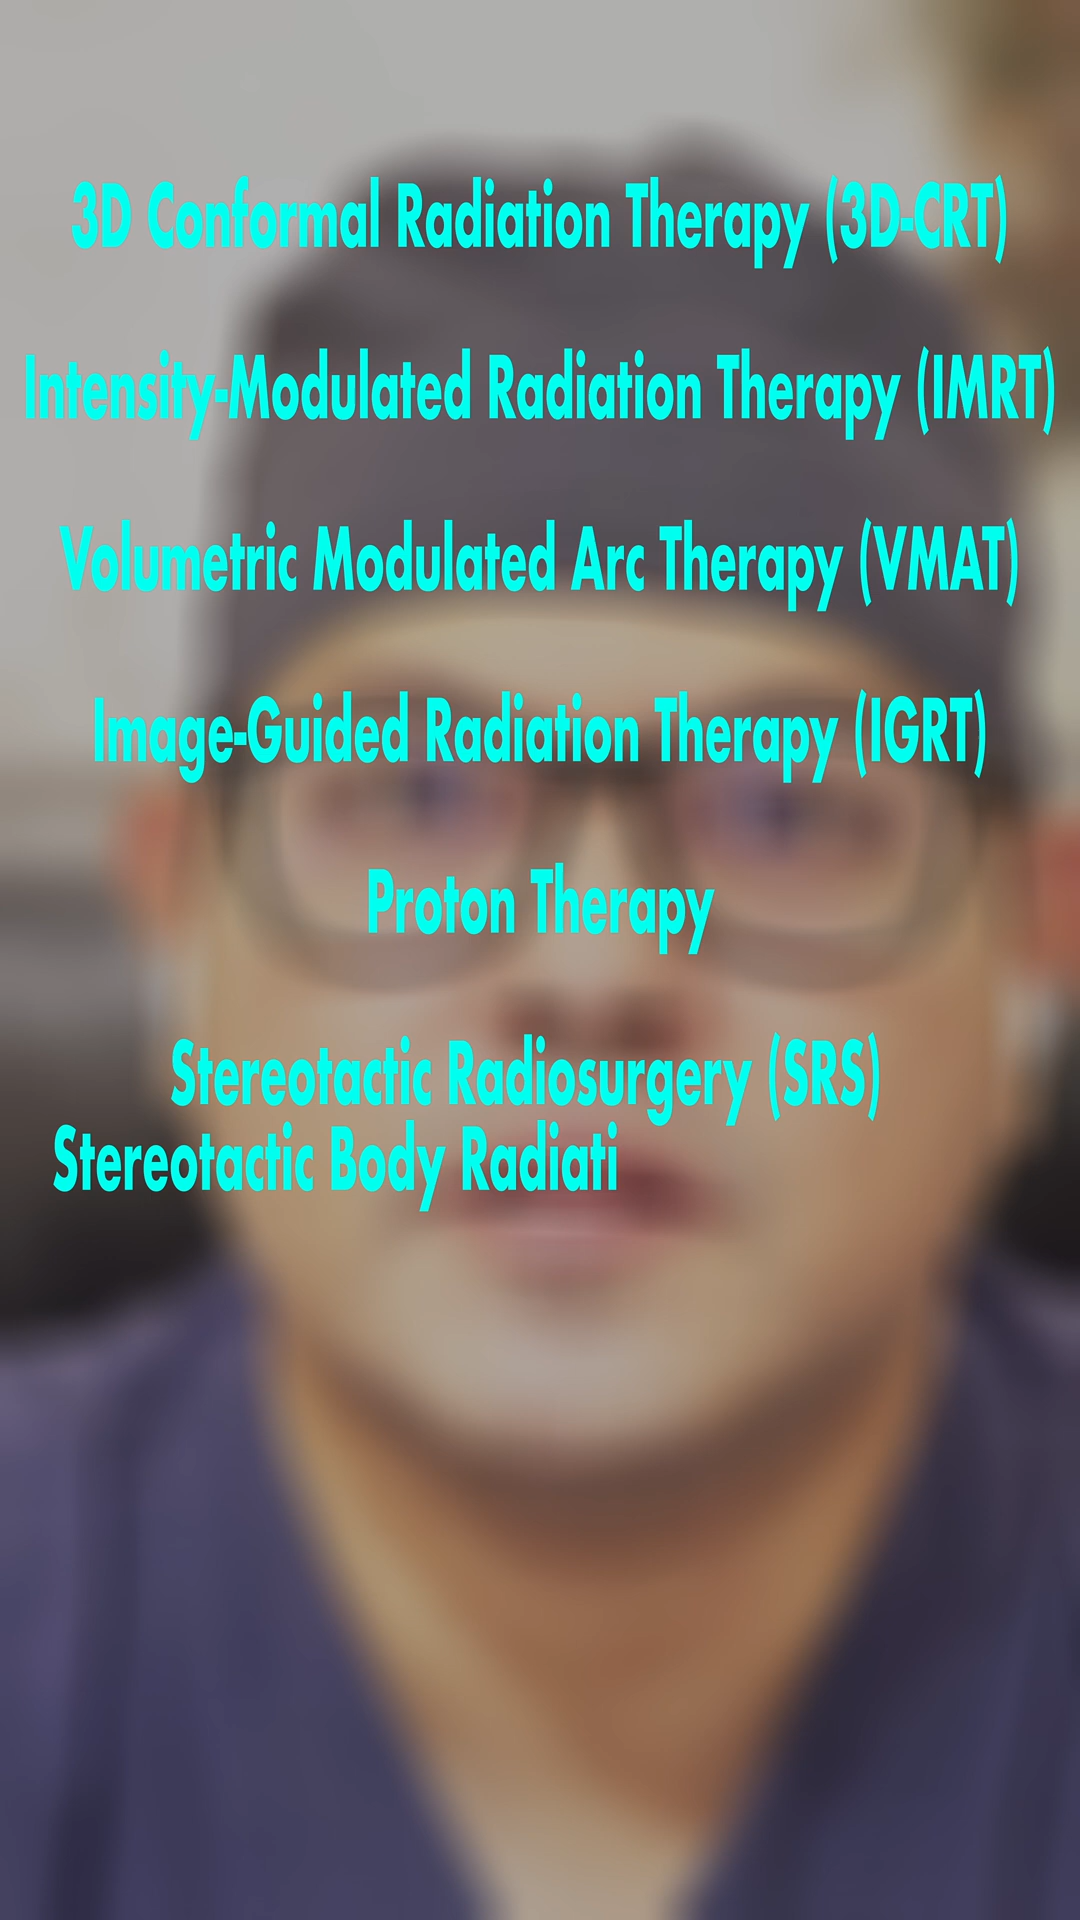 3D Conformal Radiation Therapy (3D-CRT)
Intensity-Modulated Radiation Therapy (IMRT)
Volumetric Modulated Arc Therapy (VMAT)
Image-Guided Radiation Therapy (IGRT)
Proton Therapy
Stereotactic Radiosurgery (SRS)
Stereotactic Body Radiati